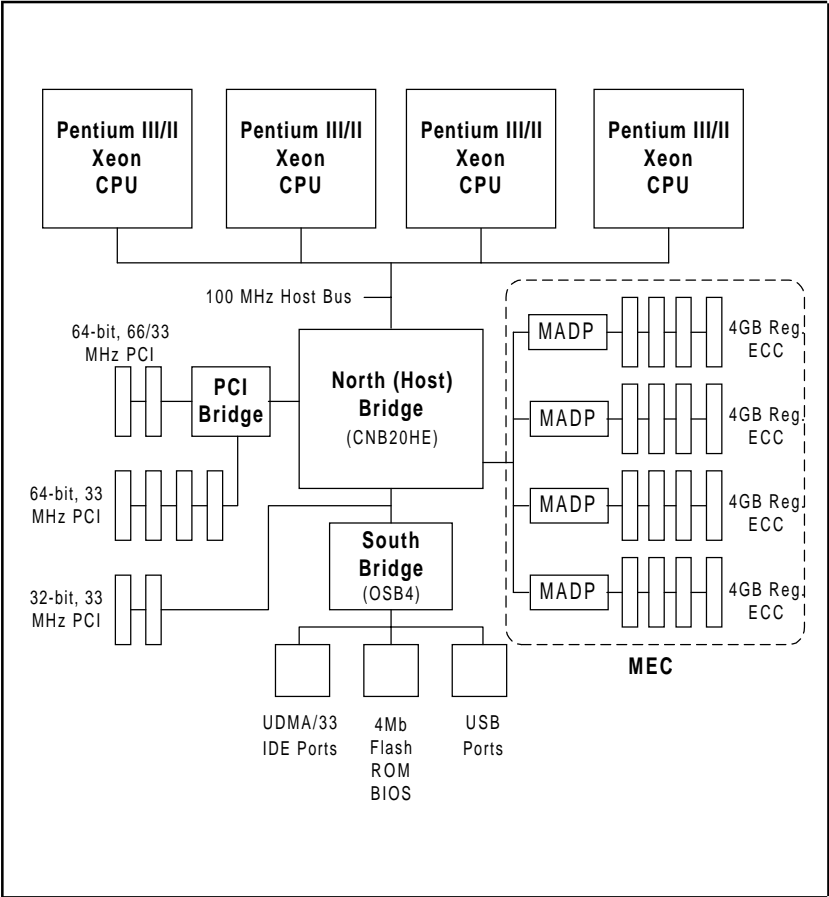 Pentium III/II
Xeon
CPU
Pentium III/II
Xeon
CPU
Pentium III/II
Xeon
CPU
Pentium III/II
Xeon
CPU
100 MHz Host Bus
64-bit, 66/33
MHz PCI
PCI
Bridge
North (Host)
Bridge
(CNB20HE)
MADP
4GB Reg.
ECC
MADP
4GB Reg.
ECC
64-bit, 33
MHz PCI
MADP
4GB Reg.
ECC
South
Bridge
(OSB4)
32-bit, 33
MHz PCI
MADP
4GB Reg.
ECC
MEC
UDMA/33
IDE Ports
4Mb
Flash
ROM
BIOS
USB
Ports